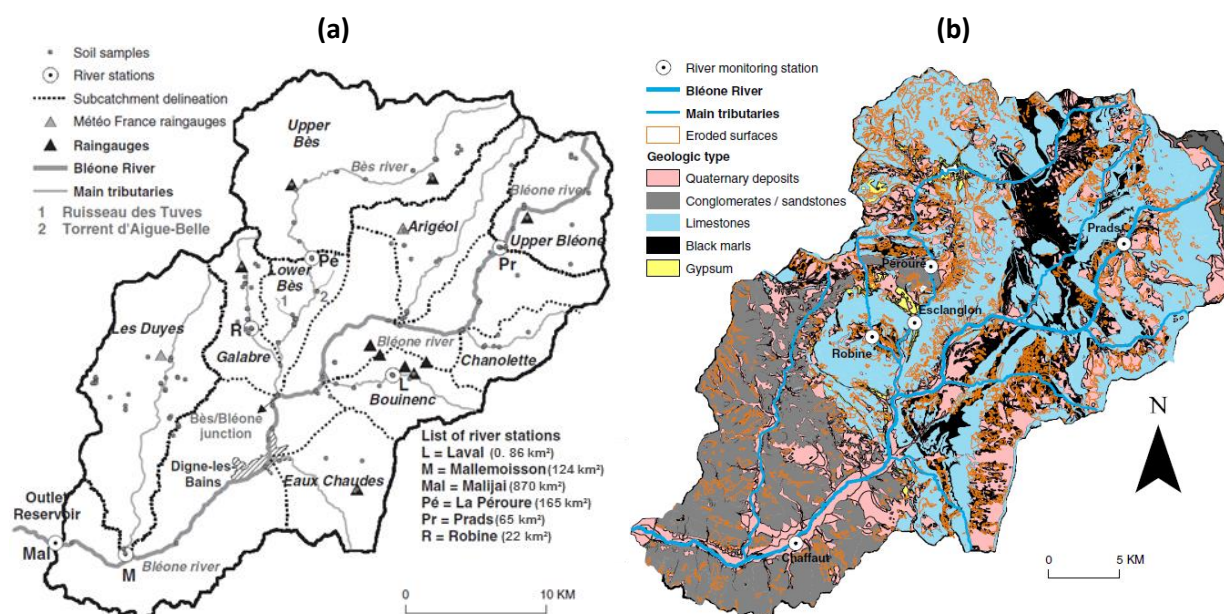 (a)
Soil samples
River stations
Subcatchment delineation
Météo France raingauges
Raingauges
Bléone River
Main tributaries
1 Ruisseau des Tuves
2 Torrent d'Aigue-Belle
Upper
Bès
Bès river
Bléone river
Arigéol
Upper Bléone
Pé
Pr
Lower
Bès
1
2
Les Duyes
R
Galabre
Bléone river
Chanolette
L
Bouinenc
Bès/Bléone
junction
Digne-les
Bains
Eaux Chaudes
Outlet
Reservoir
Mal
M
Bléone river
List of river stations
L = Laval (0. 86 km²)
M = Mallemoisson (124 km²)
Mal = Malijai (870 km²)
Pé = La Péroure (165 km²)
Pr = Prads (65 km²)
R = Robine (22 km²)
0 10 KM
(b)
River monitoring station
Bléone River
Main tributaries
Eroded surfaces
Geologic type
Quaternary deposits
Conglomerates / sandstones
Limestones
Black marls
Gypsum
Prads
Péroure
Esclangon
Robine
Chaffaut
N
0 5 KM